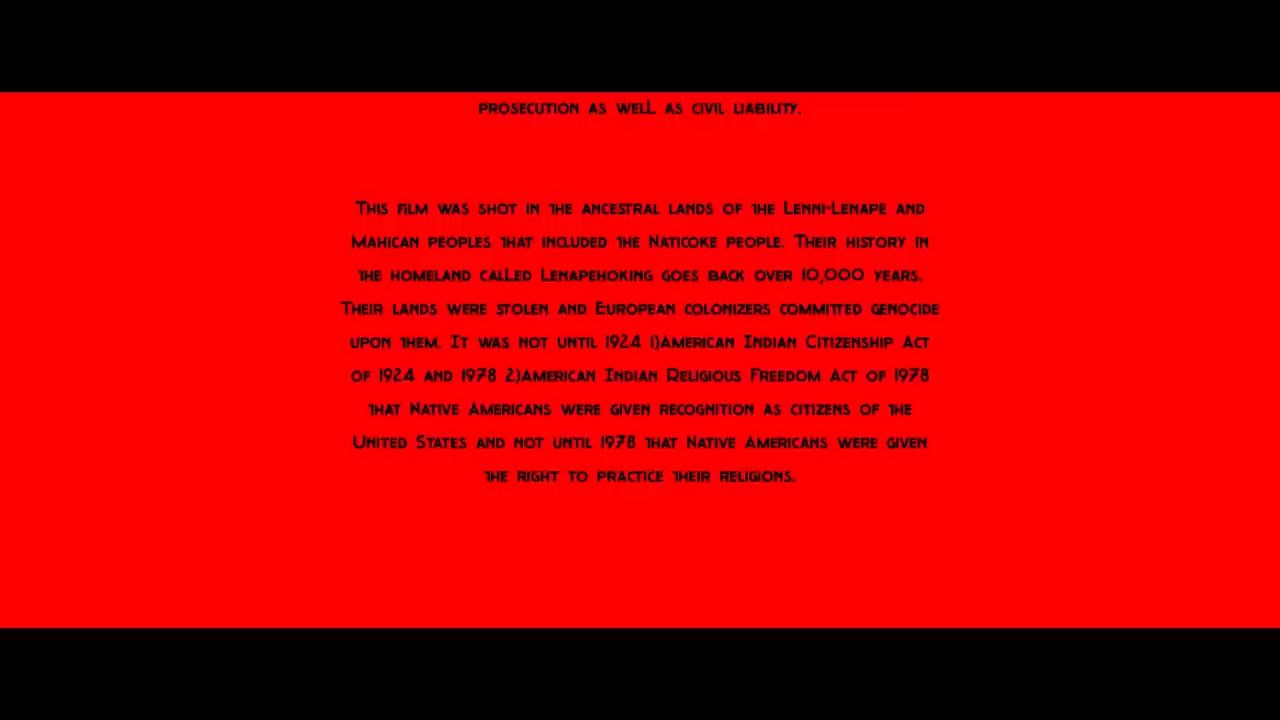 PROSECUTION AS WELL AS CIVIL LIABILITY.
THIS FILM WAS SHOT IN THE ANCESTRAL LANDS OF THE LENNI-LENAPE AND
MAHICAN PEOPLES THAT INCLUDED THE NATICOKE PEOPLE. THEIR HISTORY IN
THE HOMELAND CALLED LENAPEHOKING GOES BACK OVER 10,000 YEARS.
THEIR LANDS WERE STOLEN AND EUROPEAN COLONIZERS COMMITTED GENOCIDE
UPON THEM. IT WAS NOT UNTIL 1924 1)AMERICAN INDIAN CITIZENSHIP ACT
OF 1924 AND 1978 2)AMERICAN INDIAN RELIGIOUS FREEDOM ACT OF 1978
THAT NATIVE AMERICANS WERE GIVEN RECOGNITION AS CITIZENS OF THE
UNITED STATES AND NOT UNTIL 1978 THAT NATIVE AMERICANS WERE GIVEN
THE RIGHT TO PRACTICE THEIR RELIGIONS.